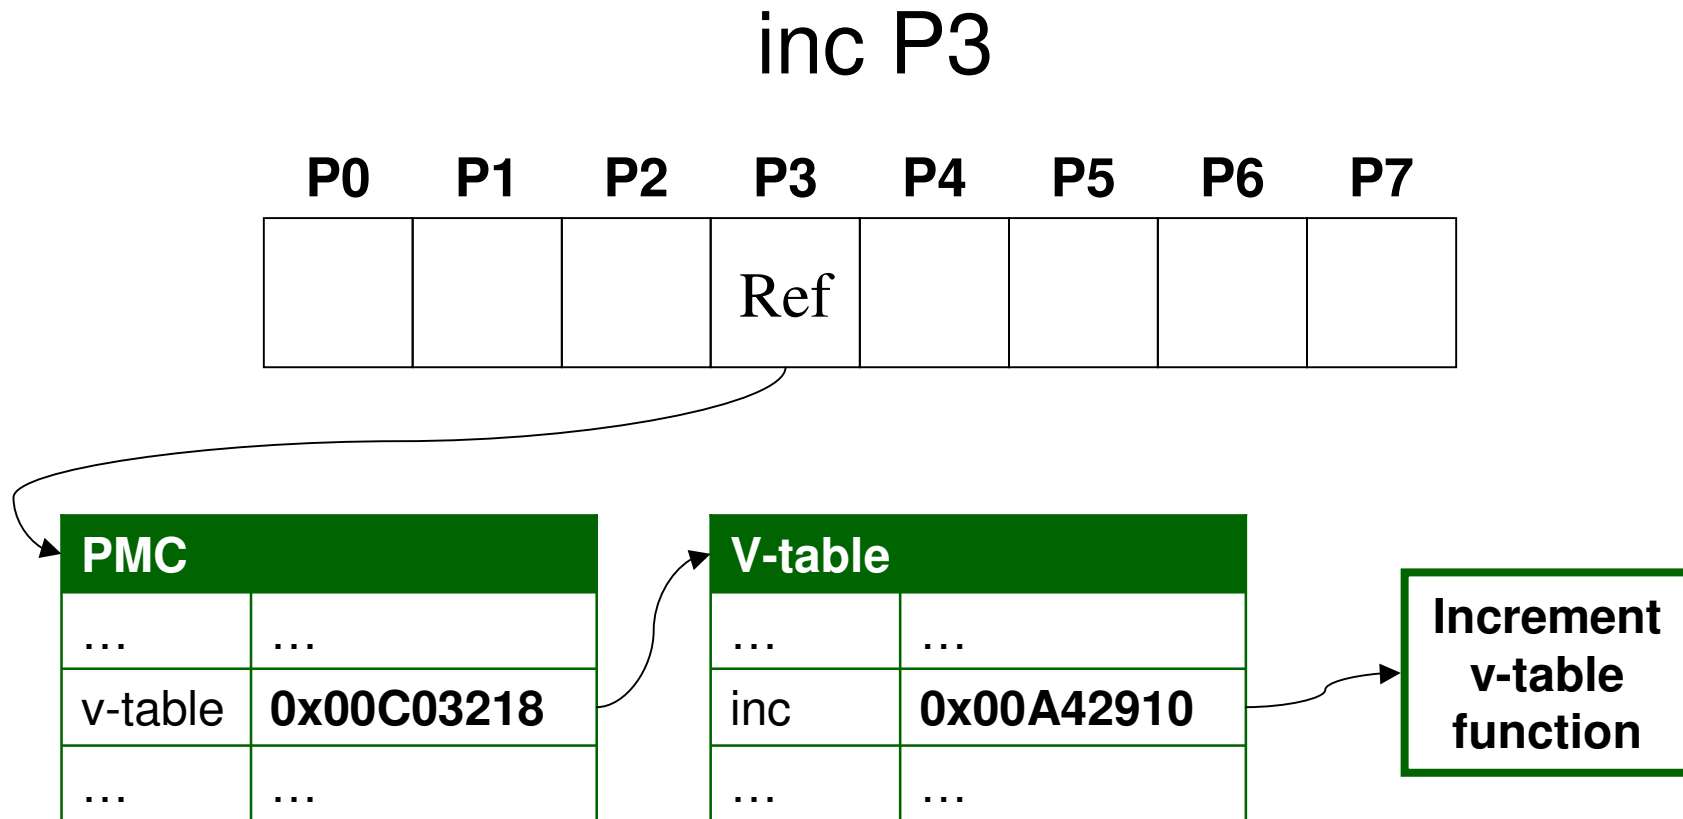 inc P3
P0 P1 P2 P3 P4 P5 P6 P7
Ref
PMC
… …
v-table 0x00C03218
… …
V-table
… …
inc 0x00A42910
… …
Increment
v-table
function